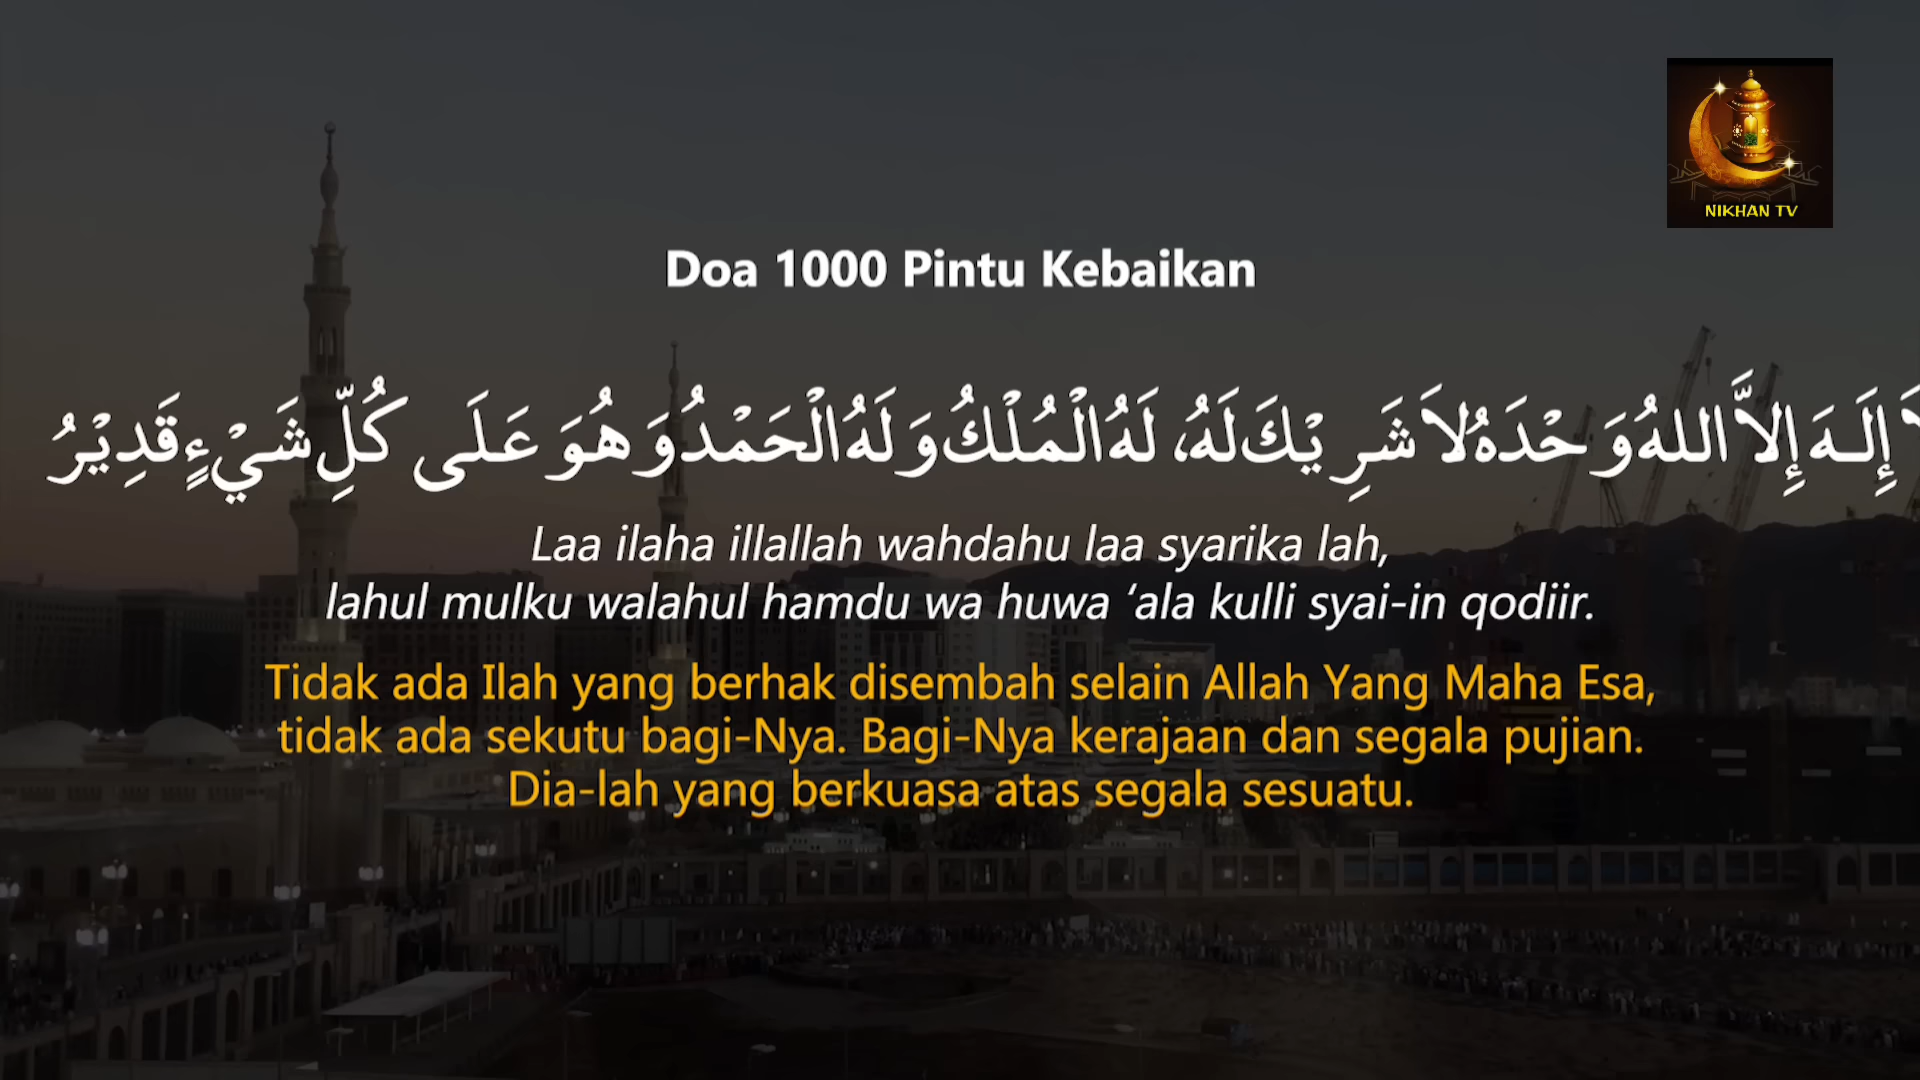 NIKHAN TV
Doa 1000 Pintu Kebaikan
لاَ إِلَـهَ إِلاَّ اللهُ وَحْدَهُ لاَ شَرِيْكَ لَهُ، لَهُ الْمُلْكُ وَلَهُ الْحَمْدُ وَهُوَ عَلَى كُلِّ شَيْءٍ قَدِيْرُ
Laa ilaha illallah wahdahu laa syarika lah,
lahul mulku walahul hamdu wa huwa ‘ala kulli syai-in qodiir.
Tidak ada Ilah yang berhak disembah selain Allah Yang Maha Esa,
tidak ada sekutu bagi-Nya. Bagi-Nya kerajaan dan segala pujian.
Dia-lah yang berkuasa atas segala sesuatu.